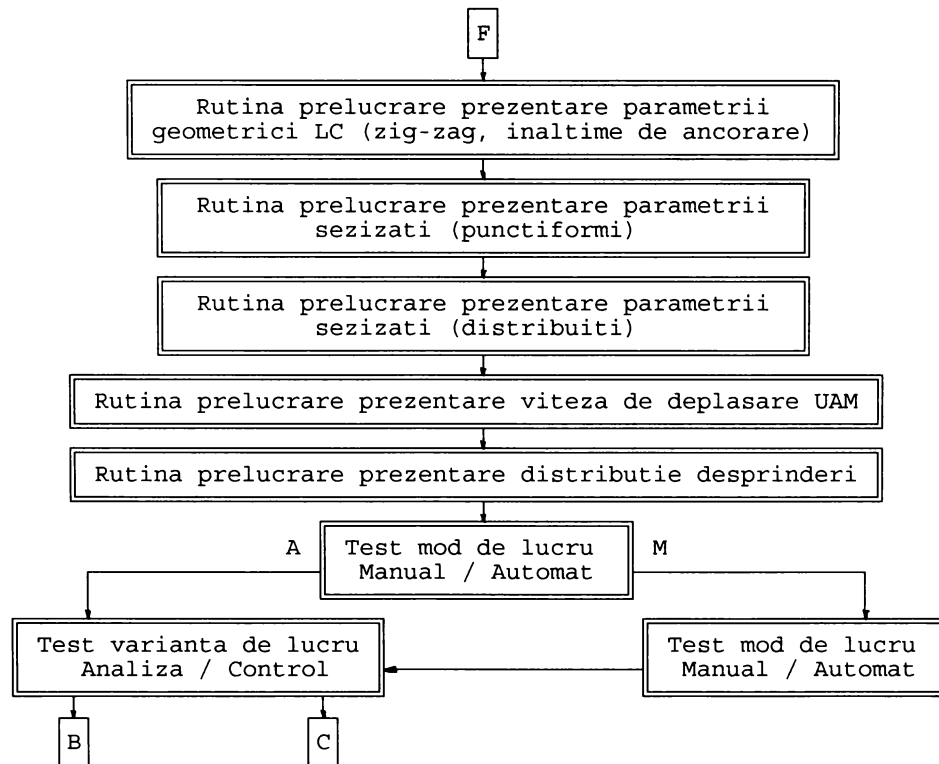 F
Rutina prelucrare prezentare parametrii
geometrici LC (zig-zag, inaltime de ancorare)
Rutina prelucrare prezentare parametrii
sezizati (punctiformi)
Rutina prelucrare prezentare parametrii
sezizati (distribuiti)
Rutina prelucrare prezentare viteza de deplasare UAM
Rutina prelucrare prezentare distributie desprinderi
A
Test mod de lucru
Manual / Automat
M
Test varianta de lucru
Analiza / Control
Test mod de lucru
Manual / Automat
B
C